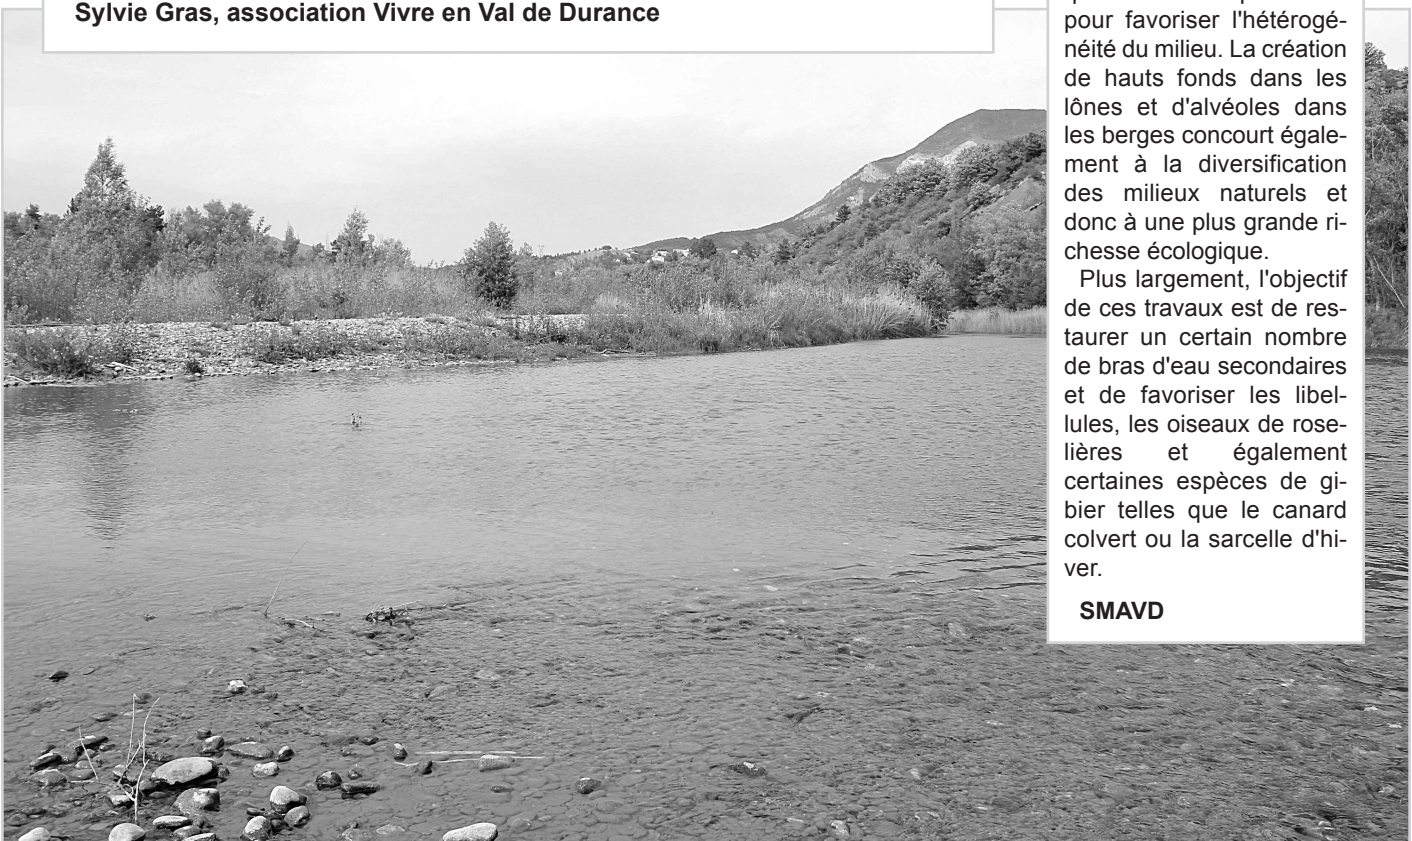 Sylvie Gras, association Vivre en Val de Durance
pour favoriser l'hétérogé-
néité du milieu. La création
de hauts fonds dans les
lônes et d'alvéoles dans
les berges concourt égale-
ment à la diversification
des milieux naturels et
donc à une plus grande ri-
chesse écologique.
Plus largement, l'objectif
de ces travaux est de res-
taurer un certain nombre
de bras d'eau secondaires
et de favoriser les libel-
lules, les oiseaux de rose-
lières et également
certaines espèces de gi-
bier telles que le canard
colvert ou la sarcelle d'hi-
ver.
SMAVD